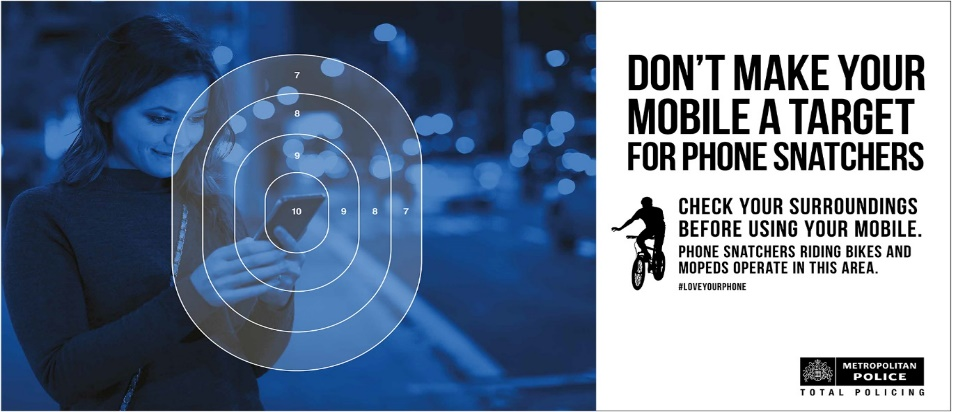 7
8
9
10 9 8 7
DON'T MAKE YOUR
MOBILE A TARGET
FOR PHONE SNATCHERS
CHECK YOUR SURROUNDINGS
BEFORE USING YOUR MOBILE.
PHONE SNATCHERS RIDING BIKES AND
MOPEDS OPERATE IN THIS AREA.
#LOVEYOURPHONE
METROPOLITAN
POLICE
TOTAL POLICING